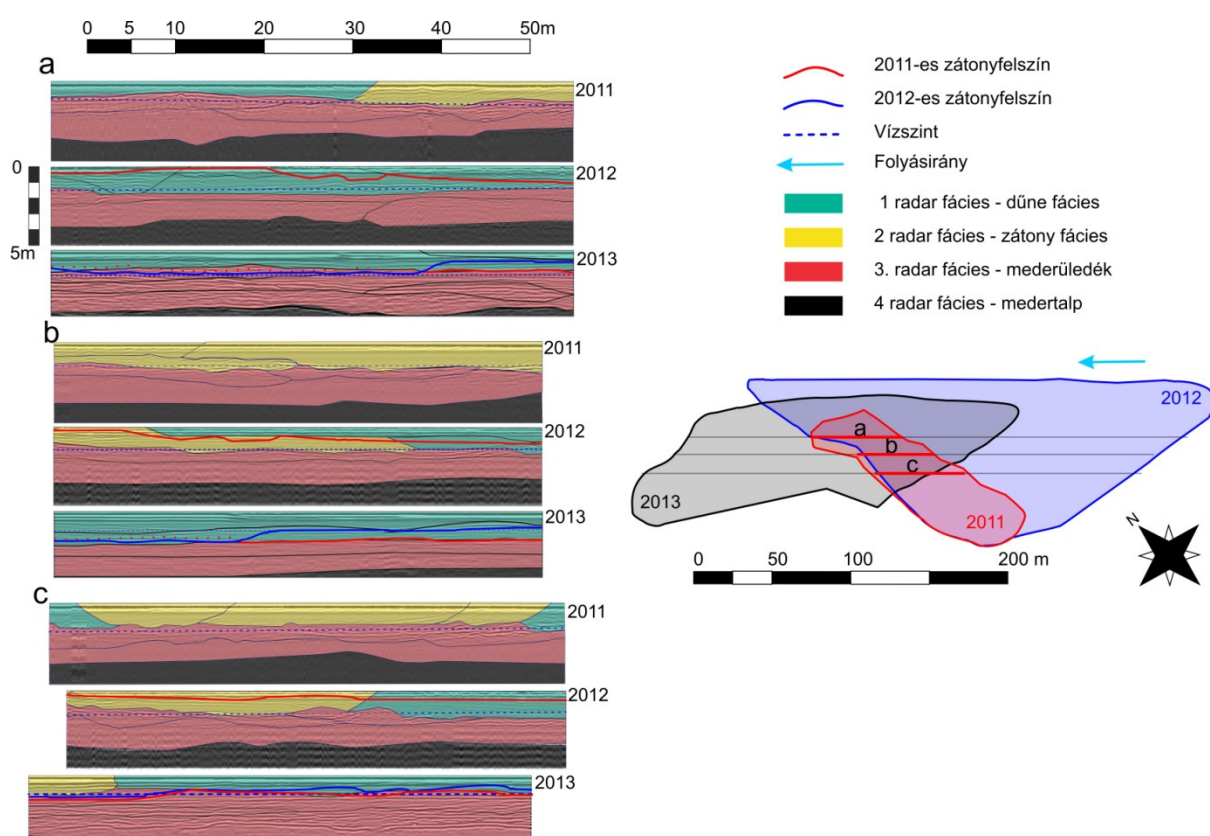 0 5 10 20 30 40 50m
a
2011
0
2012
5m
2013
b
2011
2012
2013
c
2011
2012
2013
2011-es zátonyfelszín
2012-es zátonyfelszín
Vízszint
Folyásirány
1 radar fácies - dűne fácies
2 radar fácies - zátony fácies
3. radar fácies - mederüledék
4 radar fácies - medertalp
2012
a
b
c
2013
2011
N
0 50 100 200 m